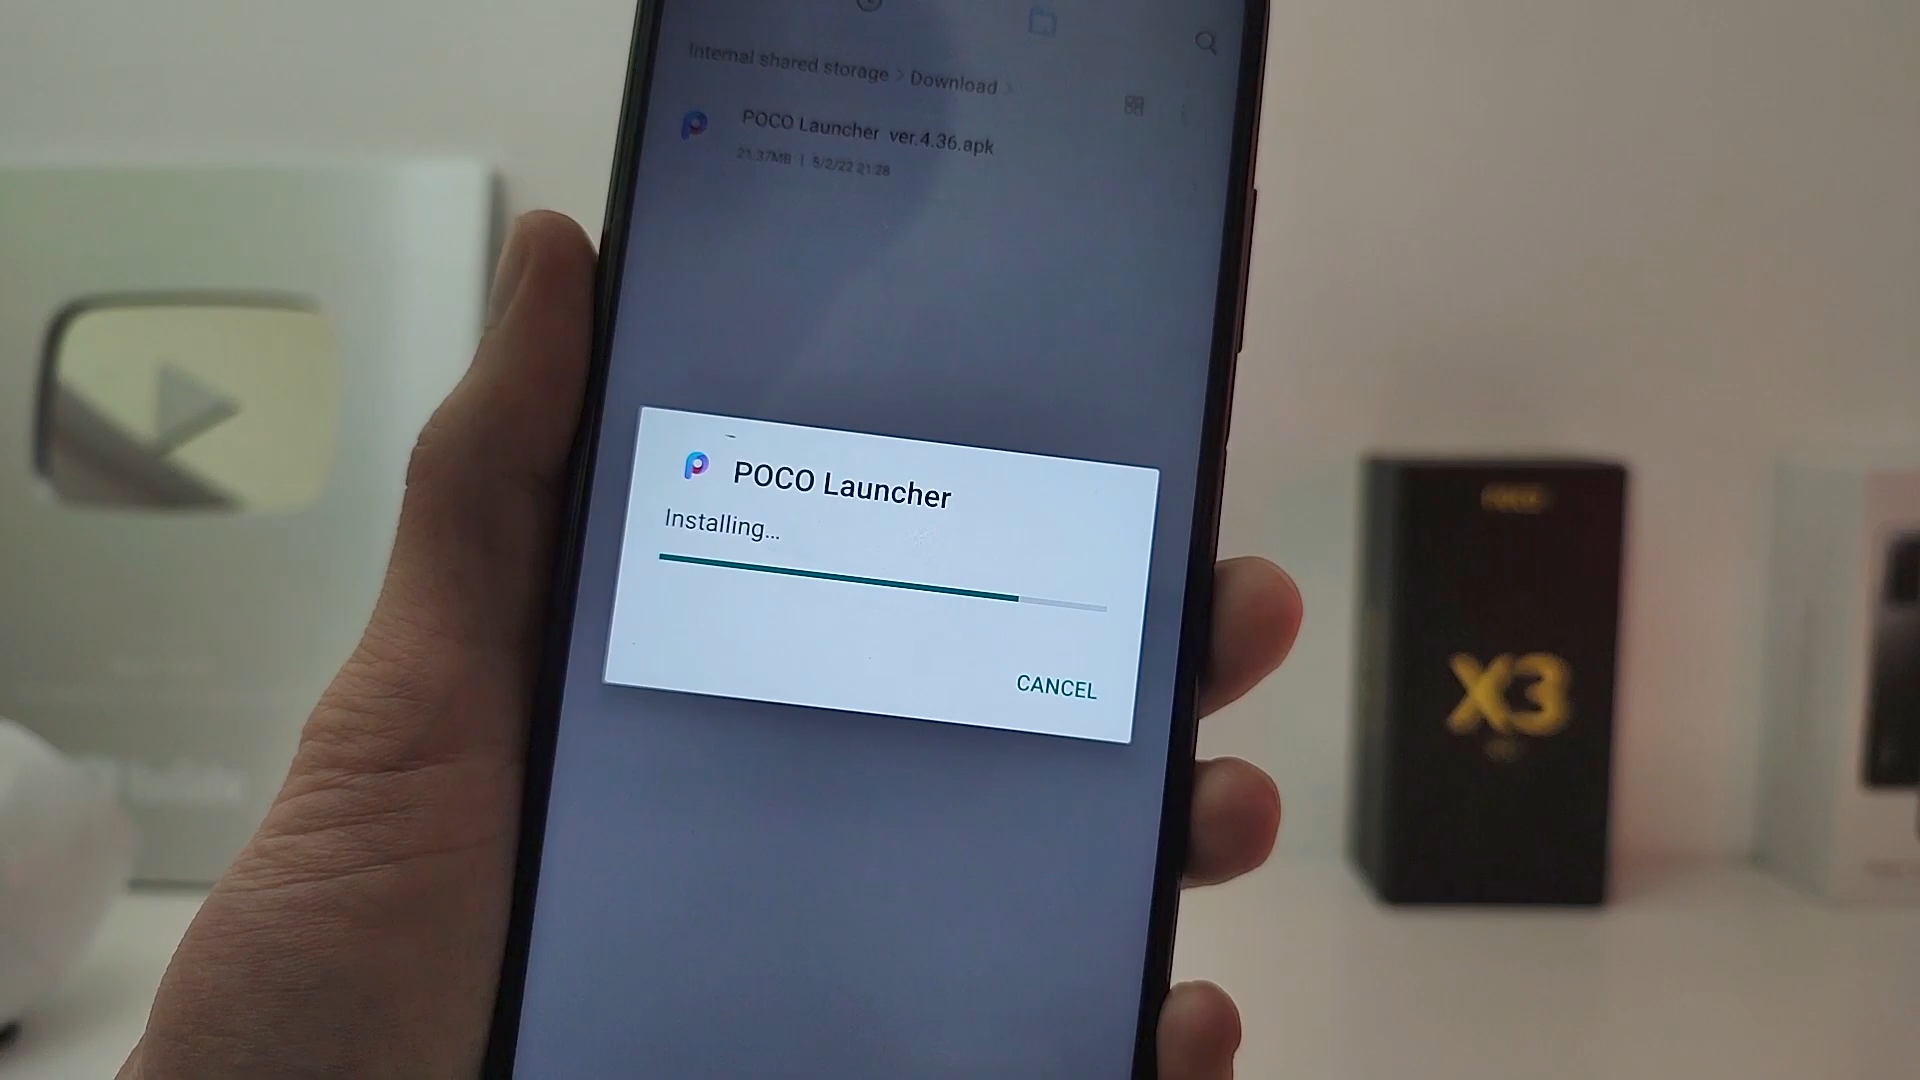 Internal shared storage > Download >
POCO Launcher ver.4.36.apk
21.37MB | 5/2/22 21:28
POCO Launcher
Installing...
CANCEL
POCO
X3